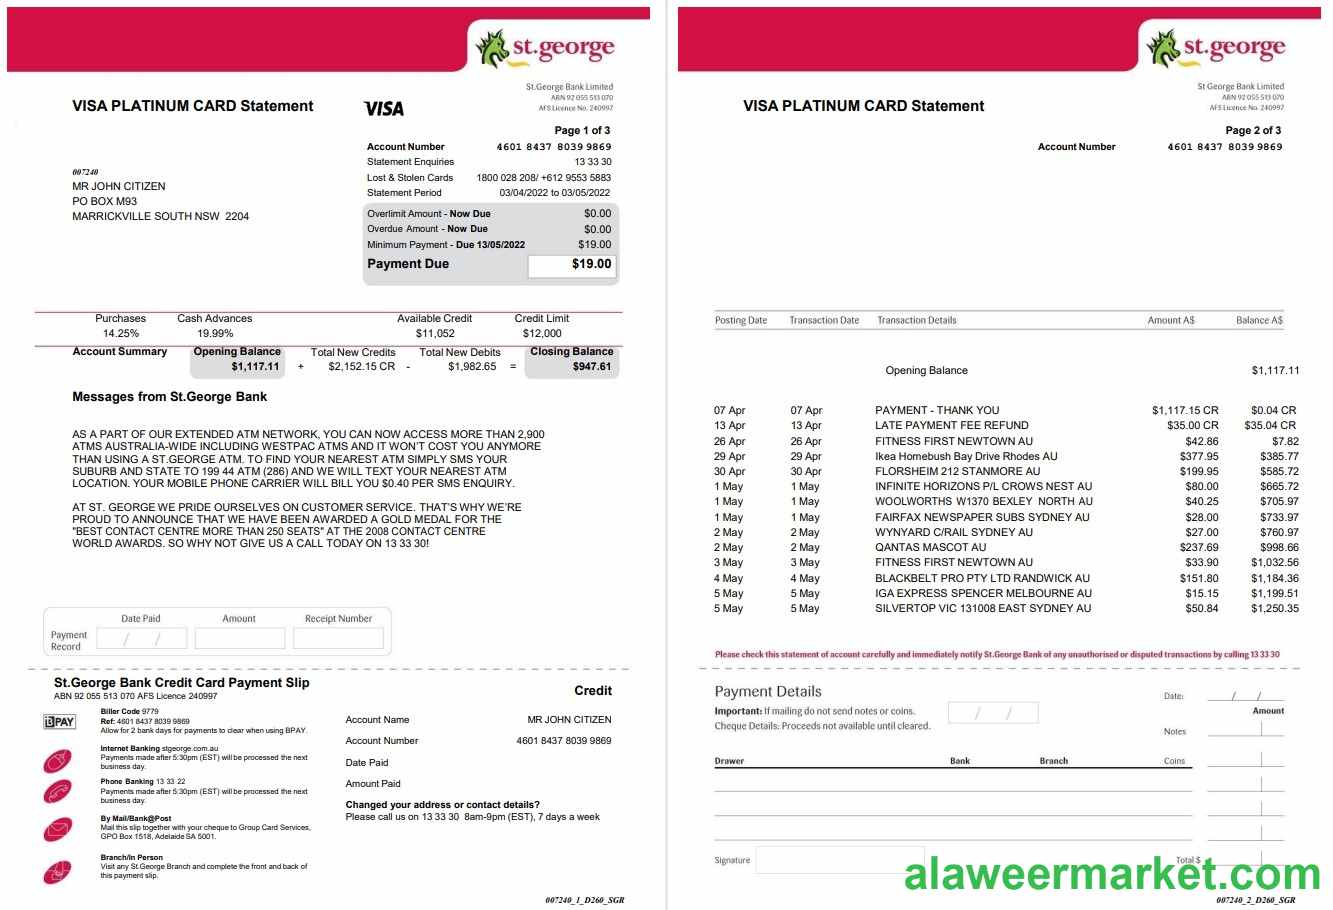 st.george
St.George Bank Limited
ABN 92 055 513 070
AFS Licence No. 240997
VISA PLATINUM CARD Statement
VISA
Page 1 of 3
Account Number 4601 8437 8039 9869
Statement Enquiries 13 33 30
Lost & Stolen Cards 1800 028 208/ +612 9553 5883
Statement Period 03/04/2022 to 03/05/2022
007240
MR JOHN CITIZEN
PO BOX M93
MARRICKVILLE SOUTH NSW 2204
Overlimit Amount - Now Due $0.00
Overdue Amount - Now Due $0.00
Minimum Payment - Due 13/05/2022 $19.00
Payment Due $19.00
Purchases Cash Advances Available Credit Credit Limit
14.25% 19.99% $11,052 $12,000
Account Summary Opening Balance Total New Credits Total New Debits Closing Balance
$1,117.11 + $2,152.15 CR - $1,982.65 = $947.61
Messages from St.George Bank
AS A PART OF OUR EXTENDED ATM NETWORK, YOU CAN NOW ACCESS MORE THAN 2,900
ATMS AUSTRALIA-WIDE INCLUDING WESTPAC ATMS AND IT WON'T COST YOU ANYMORE
THAN USING A ST.GEORGE ATM. TO FIND YOUR NEAREST ATM SIMPLY SMS YOUR
SUBURB AND STATE TO 199 44 ATM (286) AND WE WILL TEXT YOUR NEAREST ATM
LOCATION. YOUR MOBILE PHONE CARRIER WILL BILL YOU $0.40 PER SMS ENQUIRY.
AT ST. GEORGE WE PRIDE OURSELVES ON CUSTOMER SERVICE. THAT'S WHY WE'RE
PROUD TO ANNOUNCE THAT WE HAVE BEEN AWARDED A GOLD MEDAL FOR THE
"BEST CONTACT CENTRE MORE THAN 250 SEATS" AT THE 2008 CONTACT CENTRE
WORLD AWARDS. SO WHY NOT GIVE US A CALL TODAY ON 13 33 30!
Date Paid Amount Receipt Number
Payment
Record / /
St.George Bank Credit Card Payment Slip
ABN 92 055 513 070 AFS Licence 240997
Credit
BPAY
Biller Code 9779
Ref: 4601 8437 8039 9869
Allow for 2 bank days for payments to clear when using BPAY.
Internet Banking stgeorge.com.au
Payments made after 5:30pm (EST) will be processed the next
business day.
Phone Banking 13 33 22
Payments made after 5:30pm (EST) will be processed the next
business day.
By Mail/Bank@Post
Mail this slip together with your cheque to Group Card Services,
GPO Box 1518, Adelaide SA 5001.
Branch/In Person
Visit any St.George Branch and complete the front and back of
this payment slip.
Account Name MR JOHN CITIZEN
Account Number 4601 8437 8039 9869
Date Paid
Amount Paid
Changed your address or contact details?
Please call us on 13 33 30 8am-9pm (EST), 7 days a week
007240_1_D260_SGR
st.george
St George Bank Limited
ABN 92 055 513 070
AFS Licence No. 240997
VISA PLATINUM CARD Statement
Page 2 of 3
Account Number 4601 8437 8039 9869
Posting Date Transaction Date Transaction Details Amount A$ Balance A$
Opening Balance $1,117.11
07 Apr 07 Apr PAYMENT - THANK YOU $1,117.15 CR $0.04 CR
13 Apr 13 Apr LATE PAYMENT FEE REFUND $35.00 CR $35.04 CR
26 Apr 26 Apr FITNESS FIRST NEWTOWN AU $42.86 $7.82
29 Apr 29 Apr Ikea Homebush Bay Drive Rhodes AU $377.95 $385.77
30 Apr 30 Apr FLORSHEIM 212 STANMORE AU $199.95 $585.72
1 May 1 May INFINITE HORIZONS P/L CROWS NEST AU $80.00 $665.72
1 May 1 May WOOLWORTHS W1370 BEXLEY NORTH AU $40.25 $705.97
1 May 1 May FAIRFAX NEWSPAPER SUBS SYDNEY AU $28.00 $733.97
2 May 2 May WYNYARD C/RAIL SYDNEY AU $27.00 $760.97
2 May 2 May QANTAS MASCOT AU $237.69 $998.66
3 May 3 May FITNESS FIRST NEWTOWN AU $33.90 $1,032.56
4 May 4 May BLACKBELT PRO PTY LTD RANDWICK AU $151.80 $1,184.36
5 May 5 May IGA EXPRESS SPENCER MELBOURNE AU $15.15 $1,199.51
5 May 5 May SILVERTOP VIC 131008 EAST SYDNEY AU $50.84 $1,250.35
Please check this statement of account carefully and immediately notify St.George Bank of any unauthorised or disputed transactions by calling 13 33 30
Payment Details
Important: If mailing do not send notes or coins.
Cheque Details: Proceeds not available until cleared.
/ /
Date: / /
Amount
Notes
Drawer Bank Branch Coins
Signature
Total $
alaweermarket.com
007240_2_D260_SGR